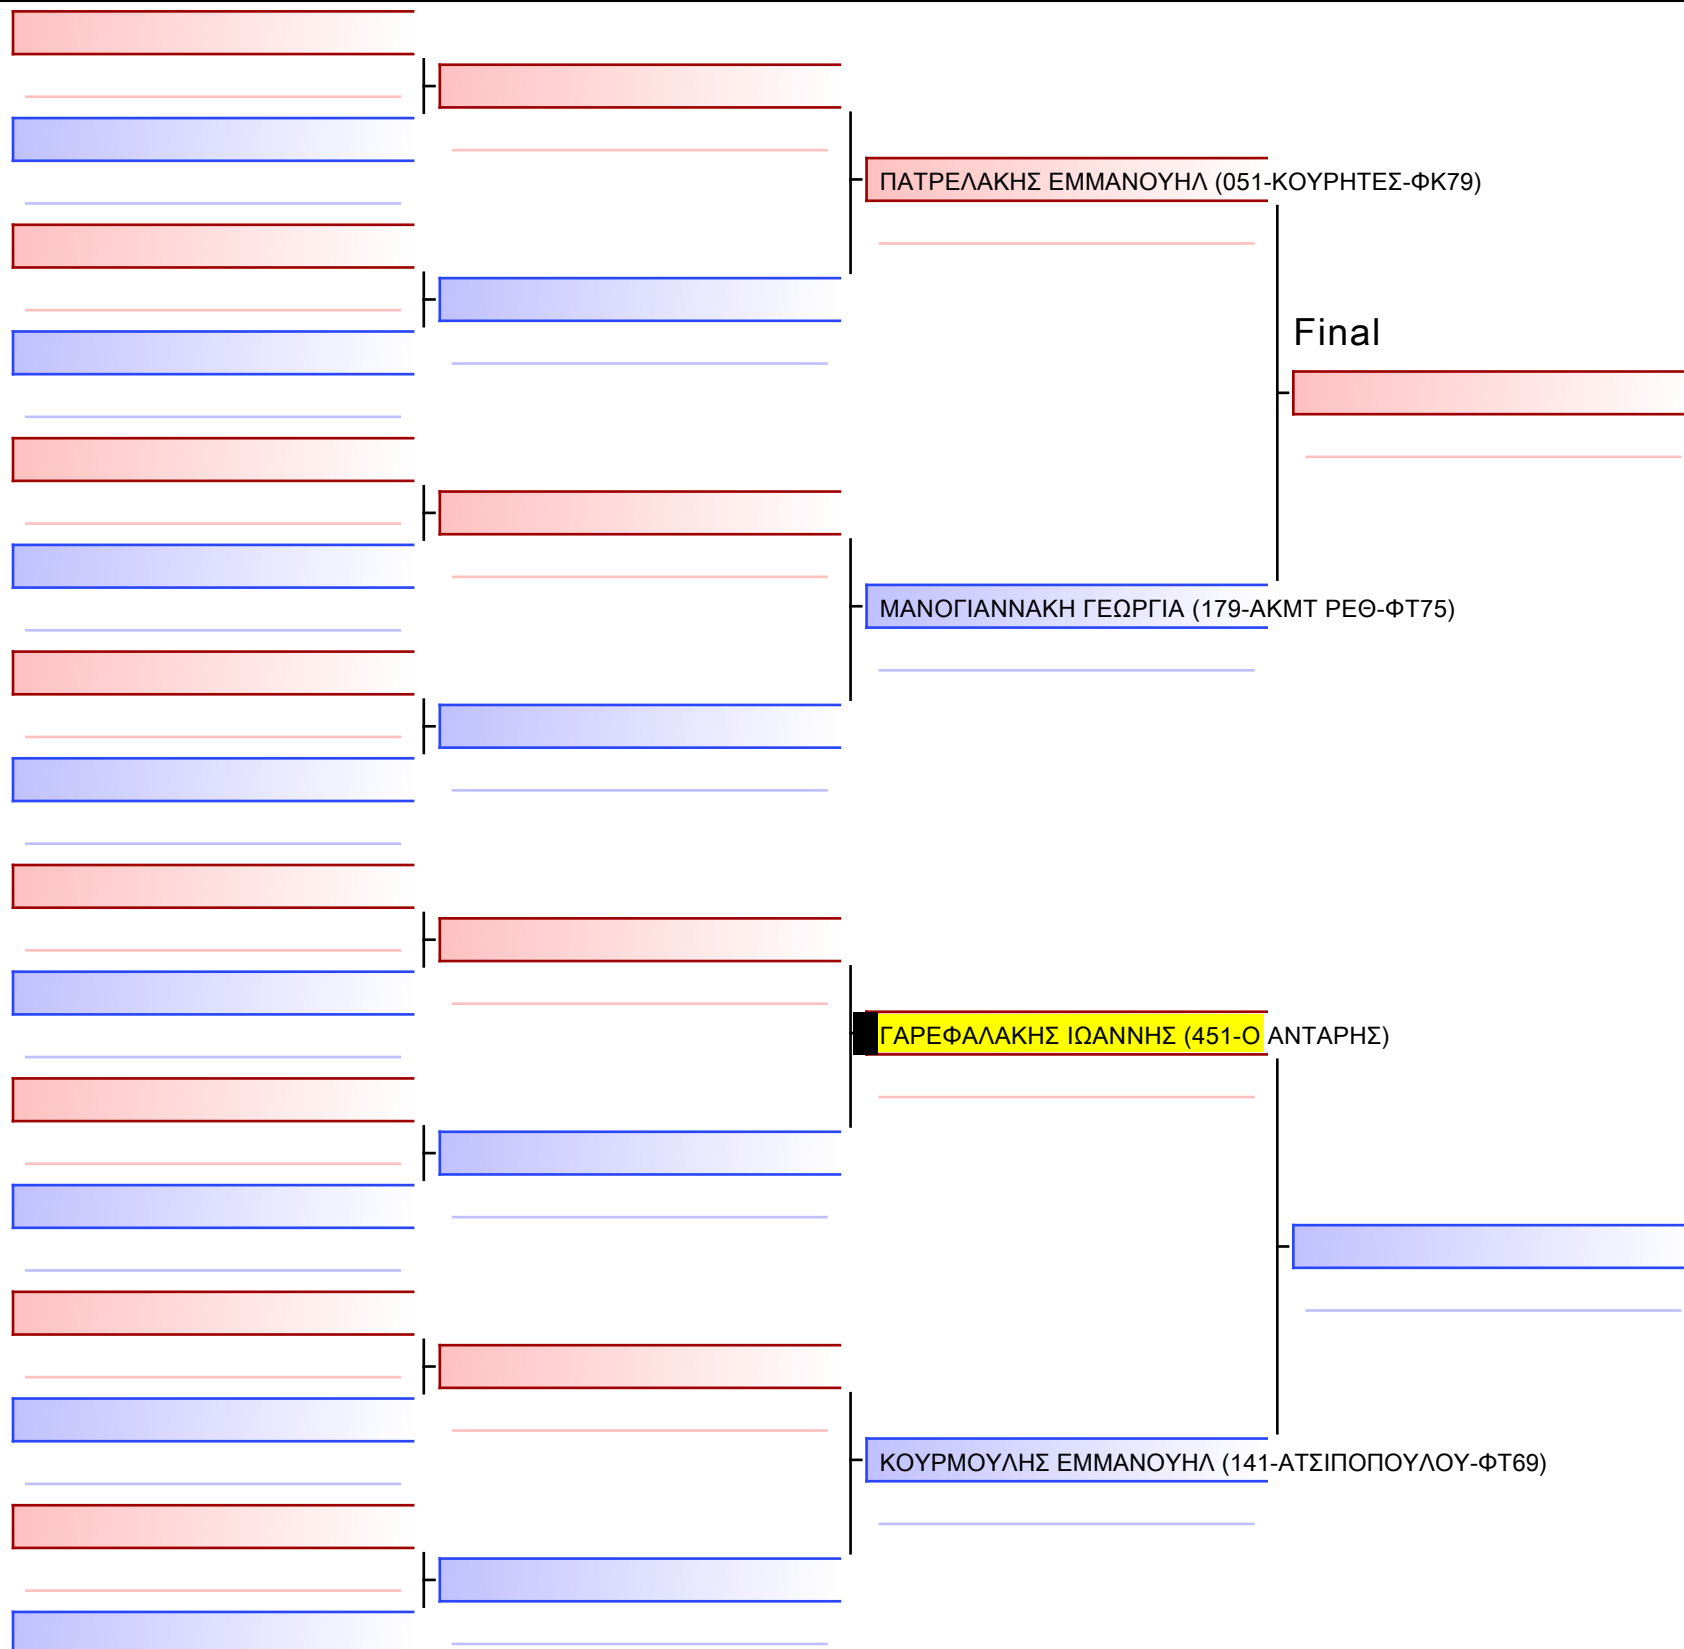 ΠΑΤΡΕΛΑΚΗΣ ΕΜΜΑΝΟΥΗΛ (051-ΚΟΥΡΗΤΕΣ-ΦΚ79)
Final
ΜΑΝΟΓΙΑΝΝΑΚΗ ΓΕΩΡΓΙΑ (179-ΑΚΜΤ ΡΕΘ-ΦΤ75)
ΓΑΡΕΦΑΛΑΚΗΣ ΙΩΑΝΝΗΣ (451-Ο ΑΝΤΑΡΗΣ)
ΚΟΥΡΜΟΥΛΗΣ ΕΜΜΑΝΟΥΗΛ (141-ΑΤΣΙΠΟΠΟΥΛΟΥ-ΦΤ69)